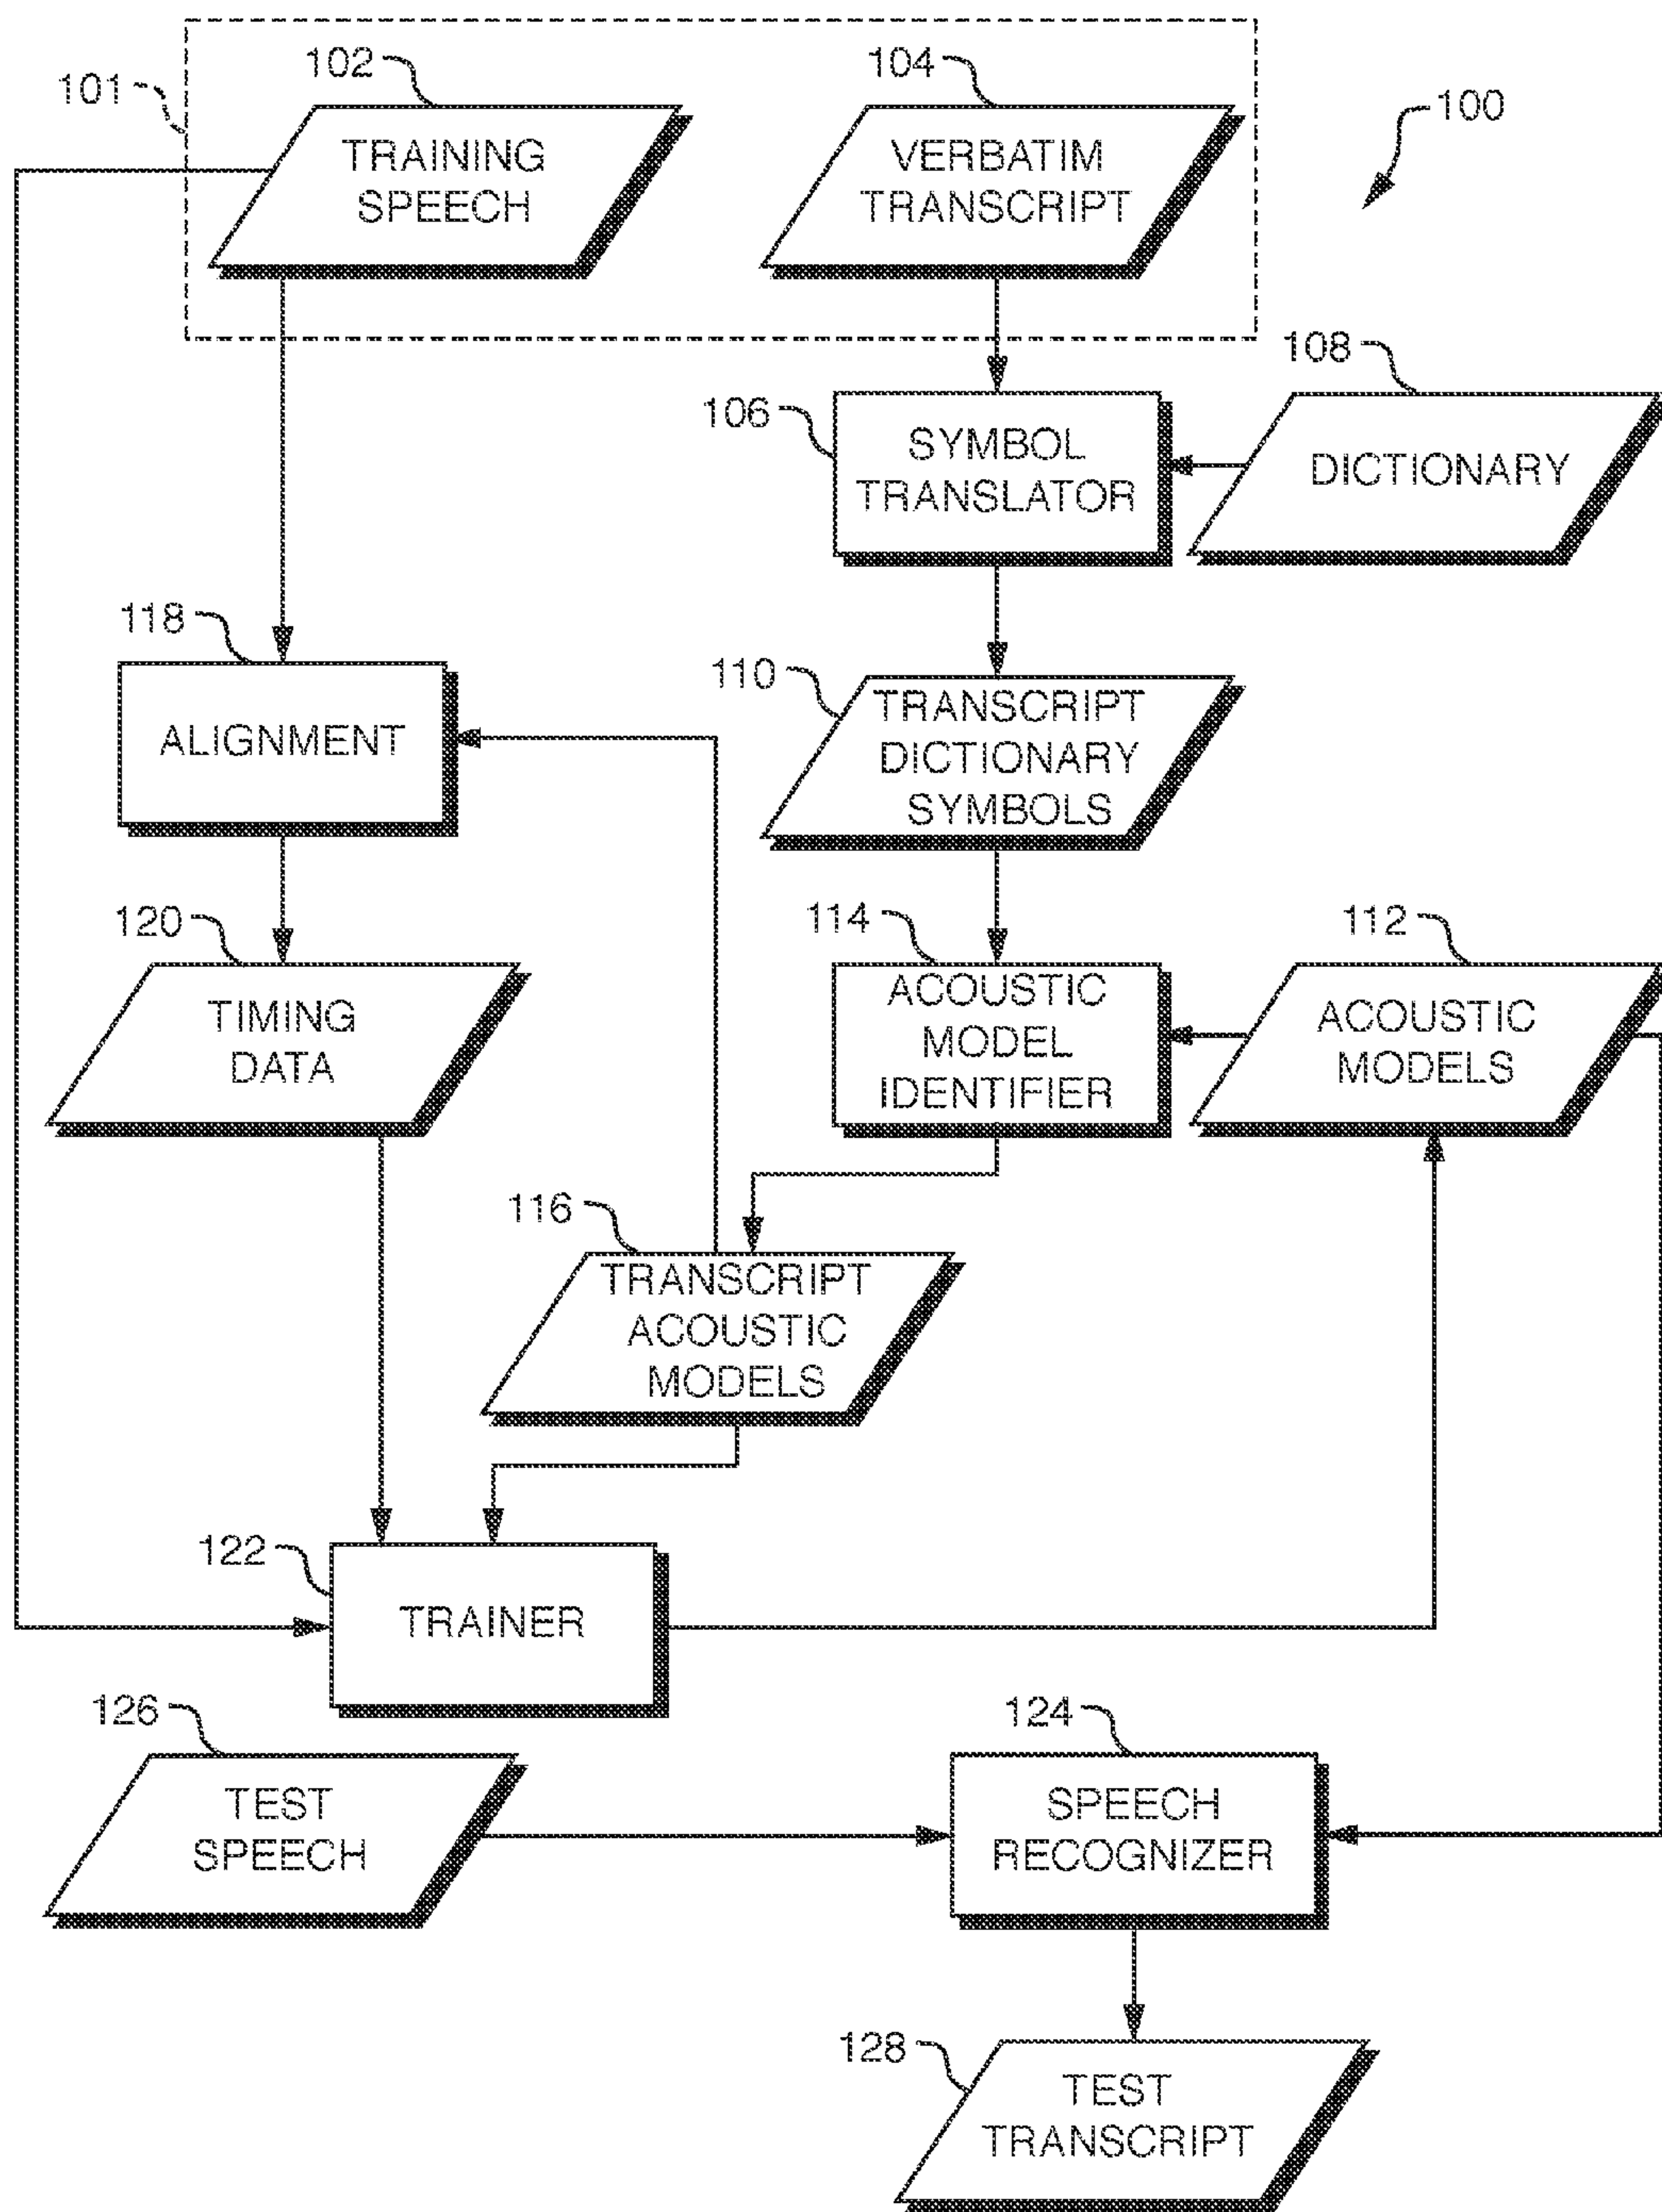 101
102
TRAINING
SPEECH
104
VERBATIM
TRANSCRIPT
100
106
SYMBOL
TRANSLATOR
108
DICTIONARY
118
ALIGNMENT
110
TRANSCRIPT
DICTIONARY
SYMBOLS
120
TIMING
DATA
114
ACOUSTIC
MODEL
IDENTIFIER
112
ACOUSTIC
MODELS
116
TRANSCRIPT
ACOUSTIC
MODELS
122
TRAINER
126
TEST
SPEECH
124
SPEECH
RECOGNIZER
128
TEST
TRANSCRIPT